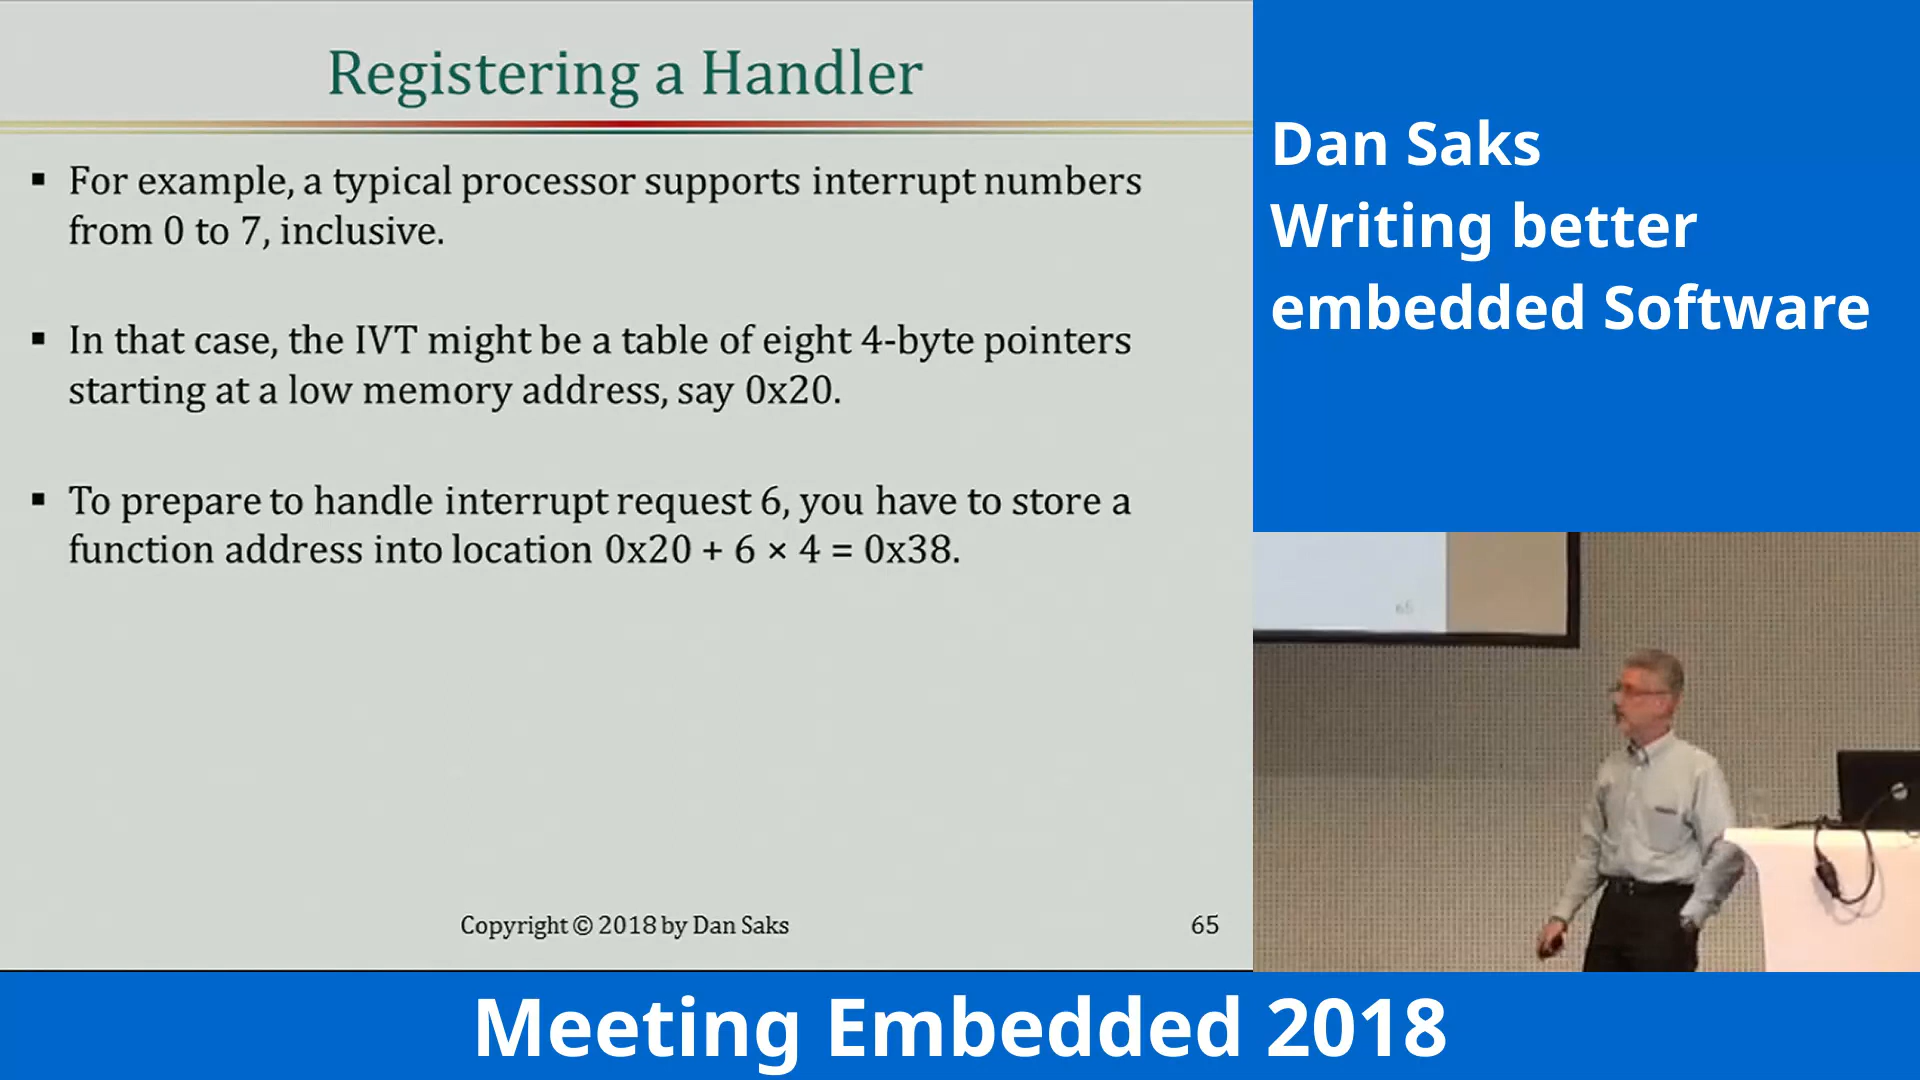 Registering a Handler
▪ For example, a typical processor supports interrupt numbers
from 0 to 7, inclusive.
▪ In that case, the IVT might be a table of eight 4-byte pointers
starting at a low memory address, say 0x20.
▪ To prepare to handle interrupt request 6, you have to store a
function address into location 0x20 + 6 × 4 = 0x38.
Copyright © 2018 by Dan Saks
65
Dan Saks
Writing better
embedded Software
65
Meeting Embedded 2018